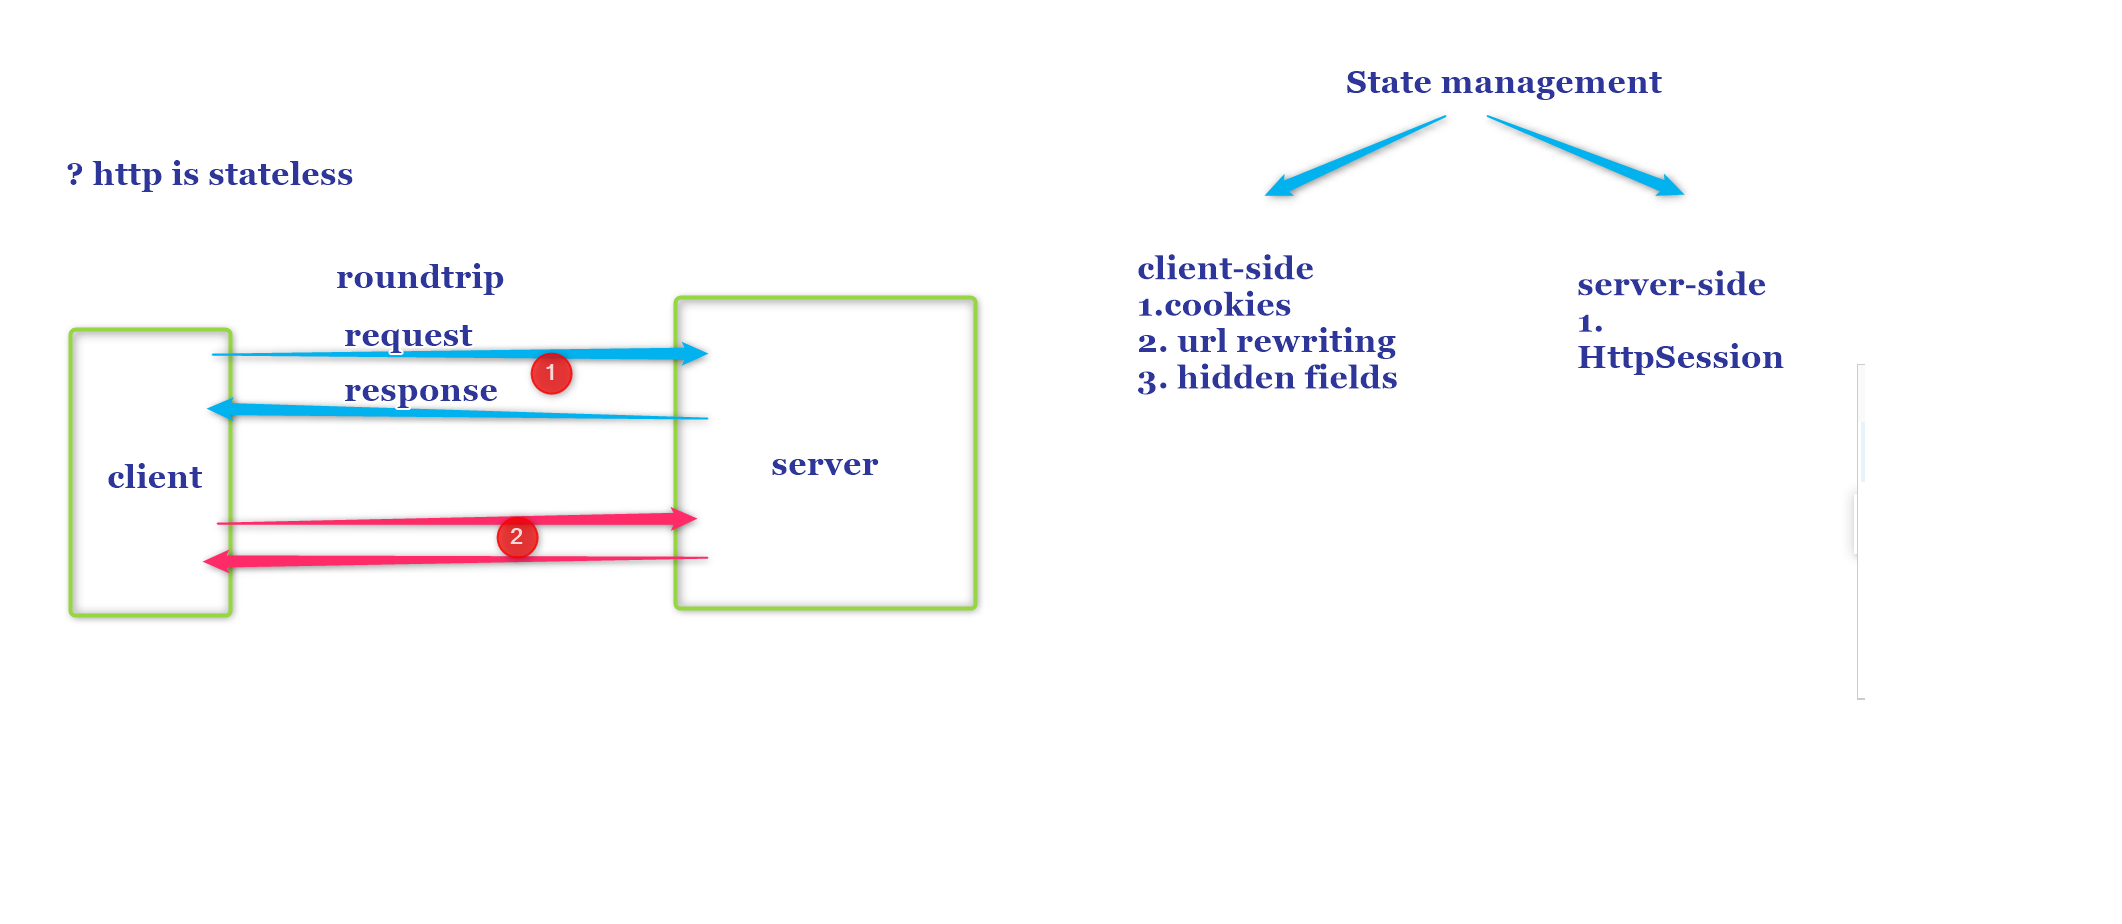 ? http is stateless
roundtrip
request
1
response
client
server
2
State management
client-side
1.cookies
2. url rewriting
3. hidden fields
server-side
1.
HttpSession